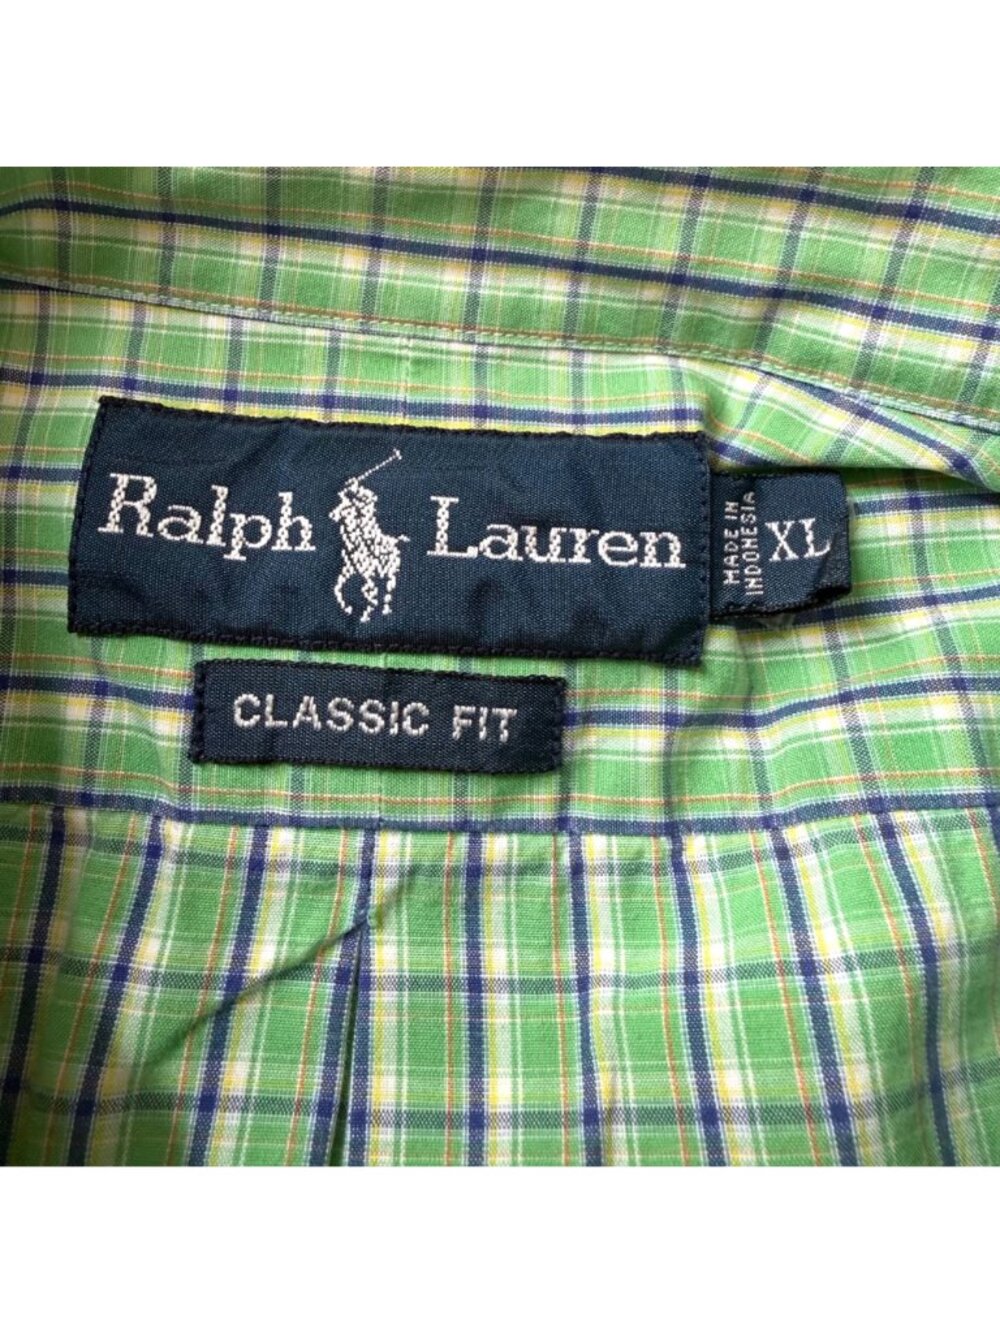 Ralph Lauren
MADE IN
INDONESIA
XL
CLASSIC FIT